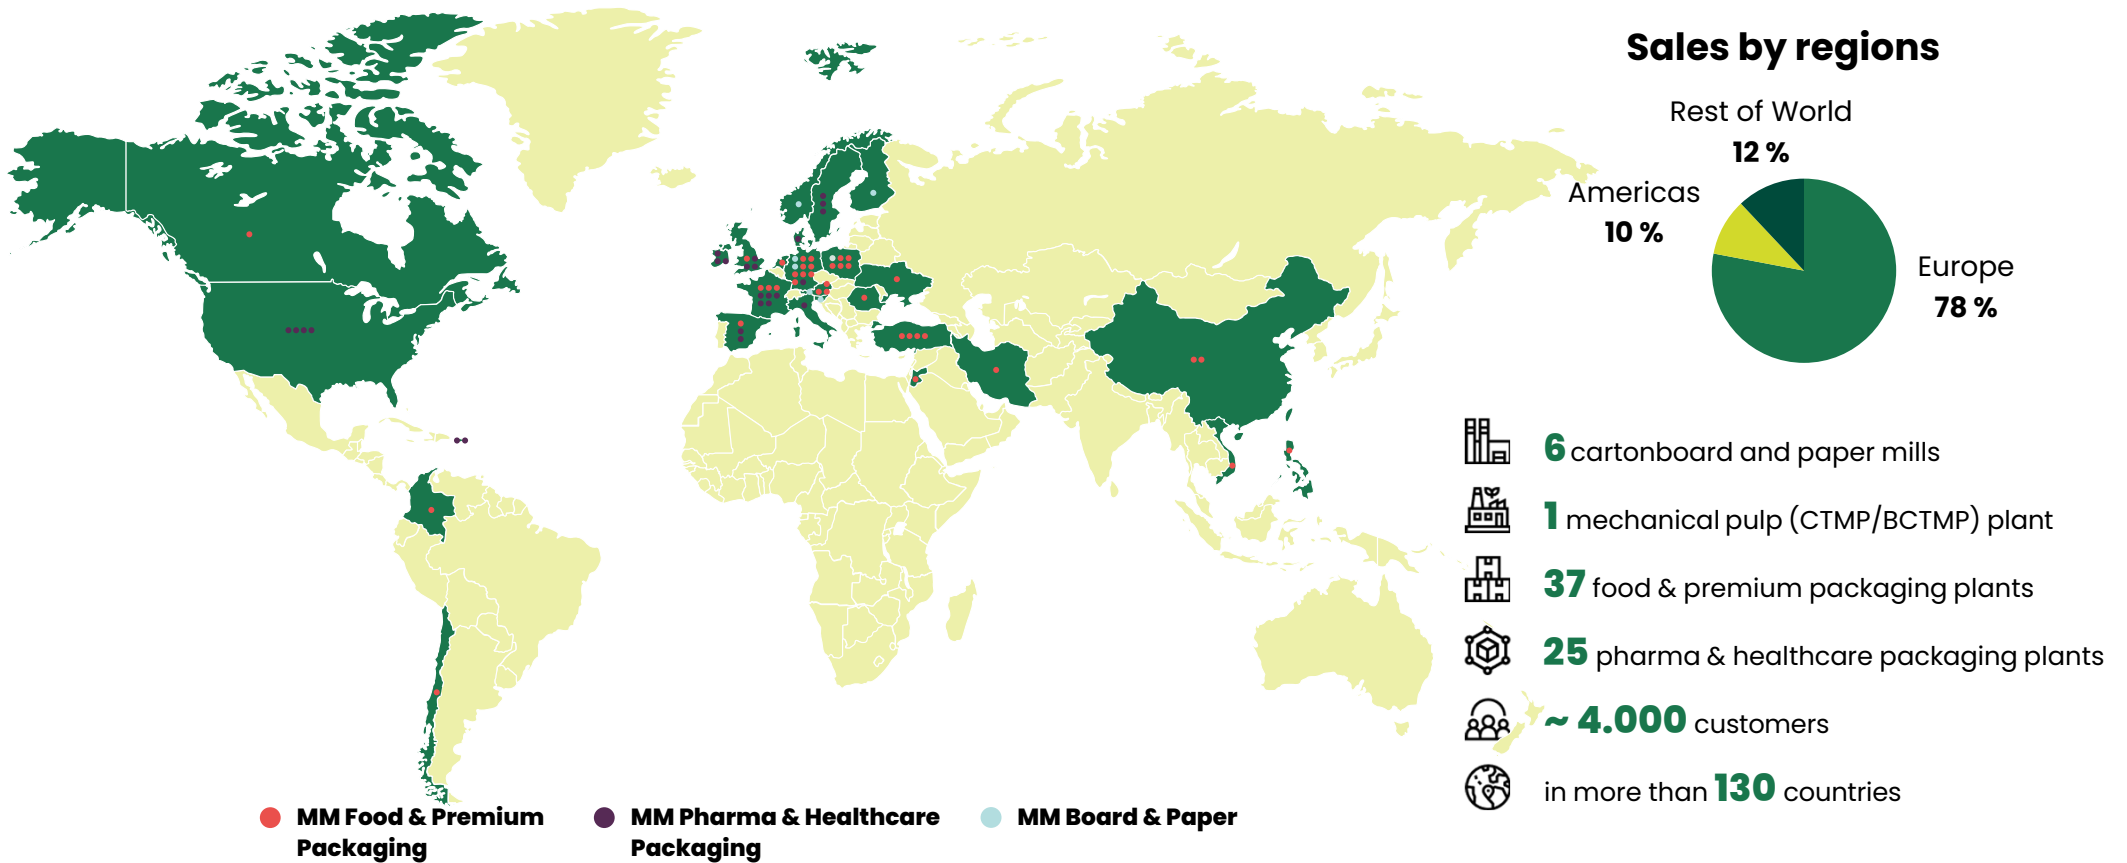 Sales by regions
Rest of World
12 %
Americas
10 %
Europe
78 %
6 cartonboard and paper mills
1 mechanical pulp (CTMP/BCTMP) plant
37 food & premium packaging plants
25 pharma & healthcare packaging plants
~ 4.000 customers
in more than 130 countries
MM Food & Premium
Packaging
MM Pharma & Healthcare
Packaging
MM Board & Paper